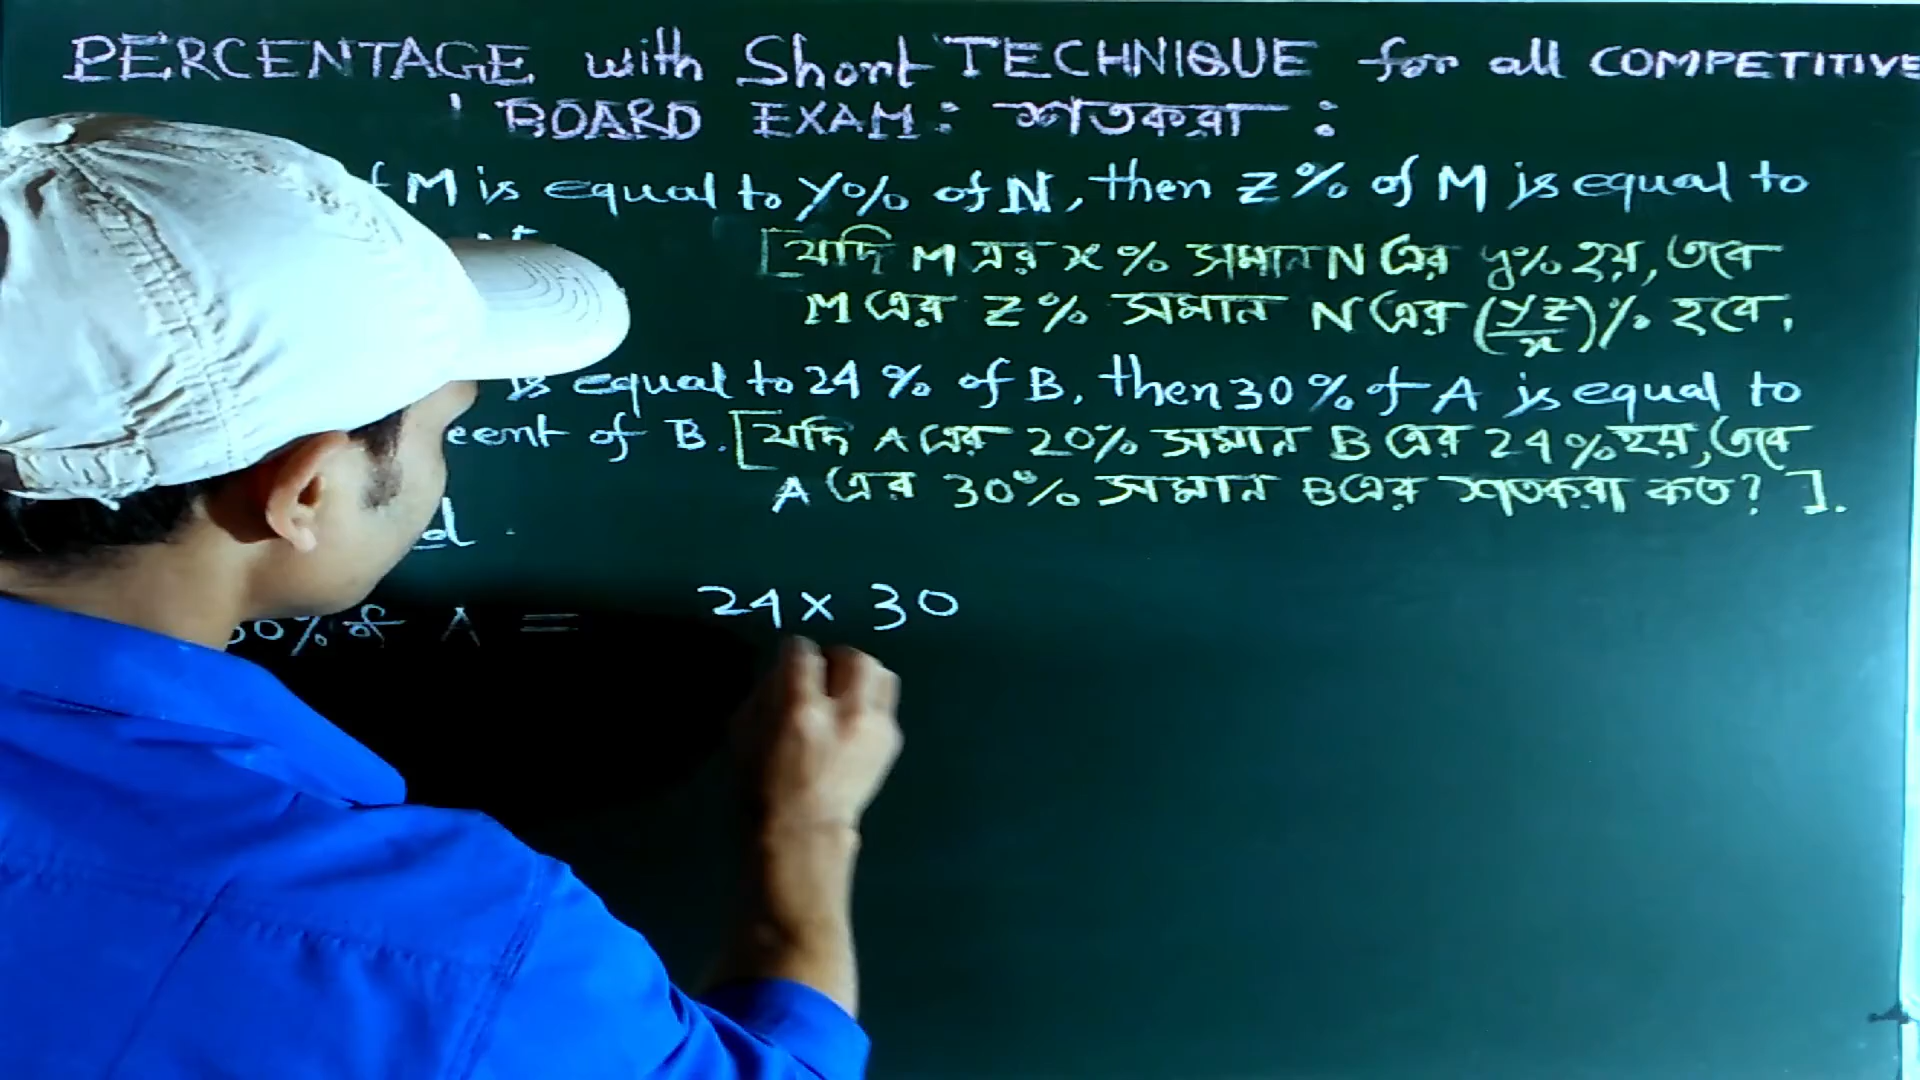 PERCENTAGE with Short TECHNIQUE for all COMPETITIVE
BOARD EXAM: শতকরা :
M is equal to Y% of N, then Z% of M is equal to
[যদি M এর x% সমান N এর y% হয়, তবে
M এর Z% সমান N এর (yz/x)% হবে.
is equal to 24% of B. then 30% of A is equal to
of B. [যদি A এর 20% সমান B এর 24% হয়, তবে
A এর 30% সমান B এর শতকরা কত? ].
24 x 30
30% of A =